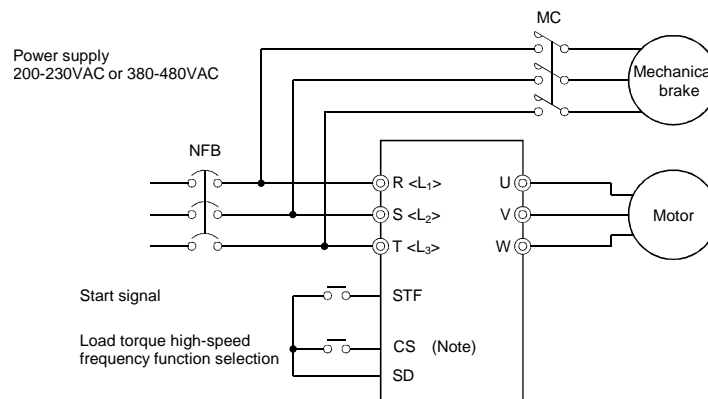 MC
Power supply
200-230VAC or 380-480VAC
Mechanical
brake
NFB
R <L1>
U
S <L2>
V
Motor
T <L3>
W
Start signal
STF
Load torque high-speed
frequency function selection
CS (Note)
SD